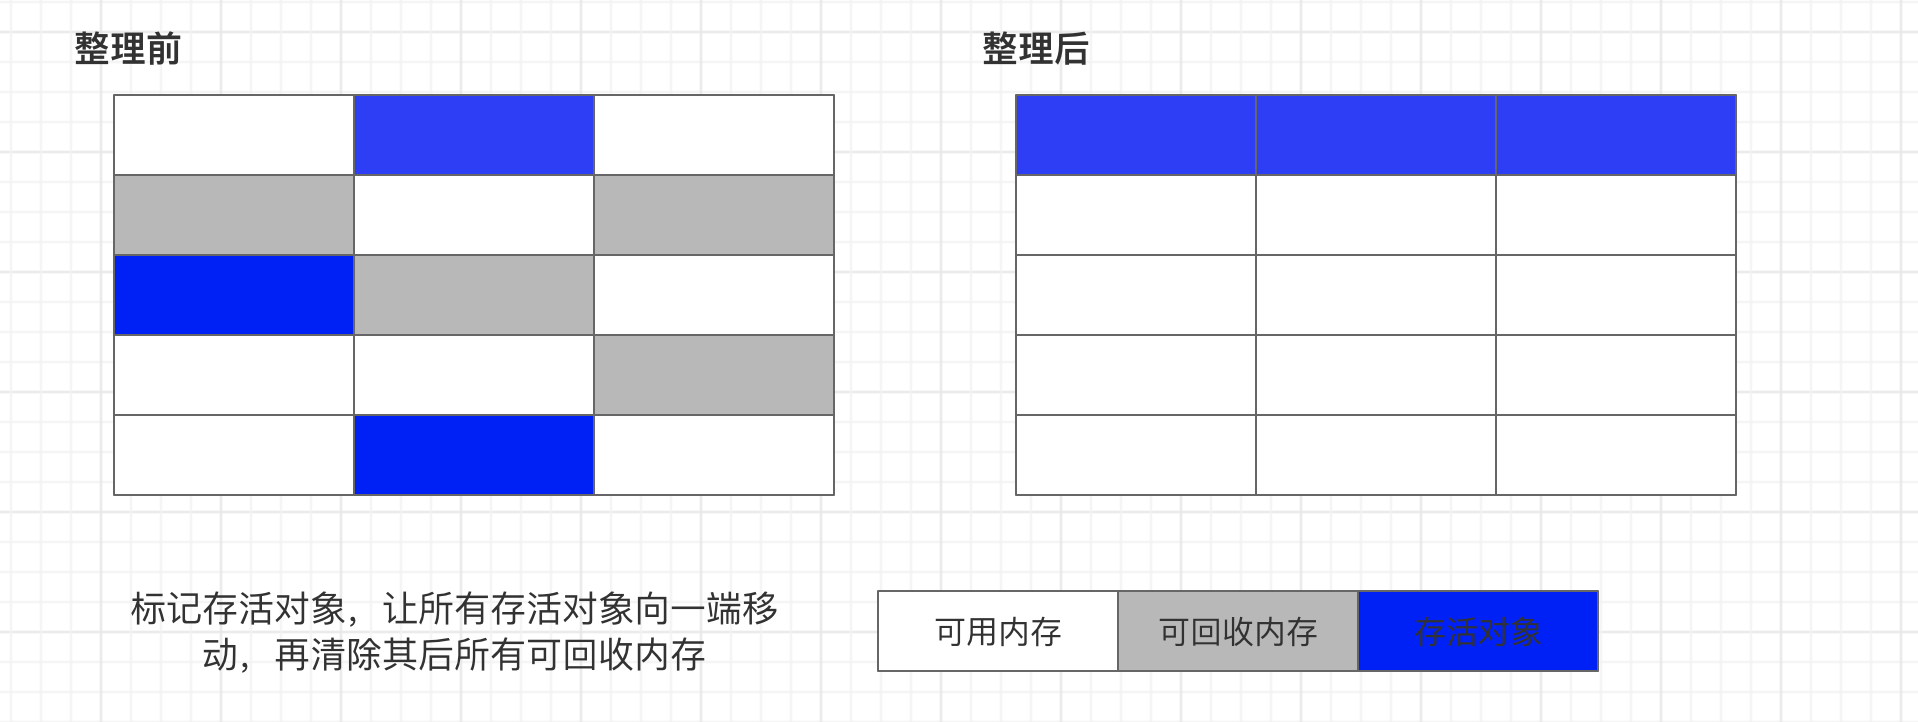 整理前
整理后
标记存活对象，让所有存活对象向一端移
动，再清除其后所有可回收内存
可用内存
可回收内存
存活对象